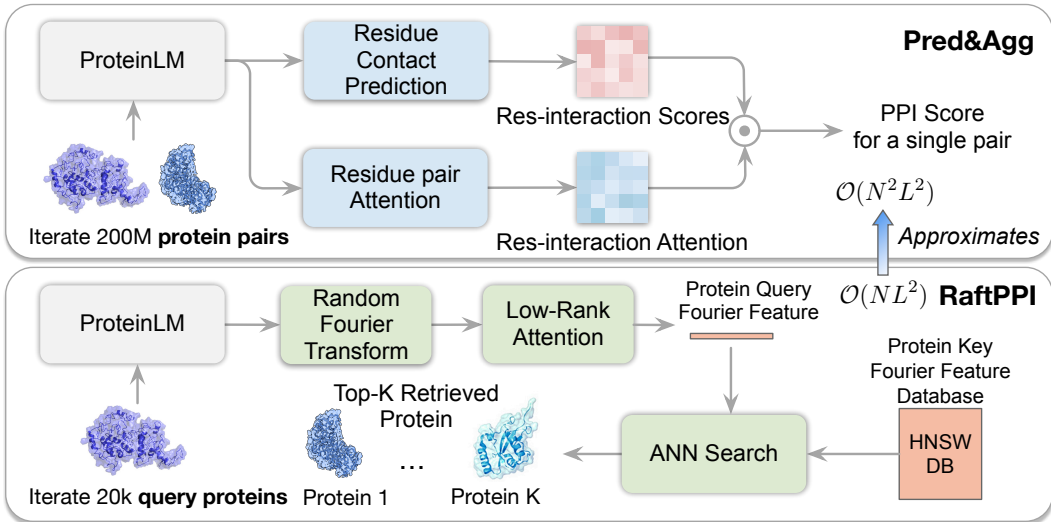 Pred&Agg
ProteinLM
Residue
Contact
Prediction
Res-interaction Scores
Residue pair
Attention
Res-interaction Attention
PPI Score
for a single pair
Iterate 200M protein pairs
O(N²L²)
Approximates
O(NL²) RaftPPI
ProteinLM
Random
Fourier
Transform
Low-Rank
Attention
Protein Query
Fourier Feature
Protein Key
Fourier Feature
Database
HNSW
DB
ANN Search
Top-K Retrieved
Protein
Protein 1
...
Protein K
Iterate 20k query proteins